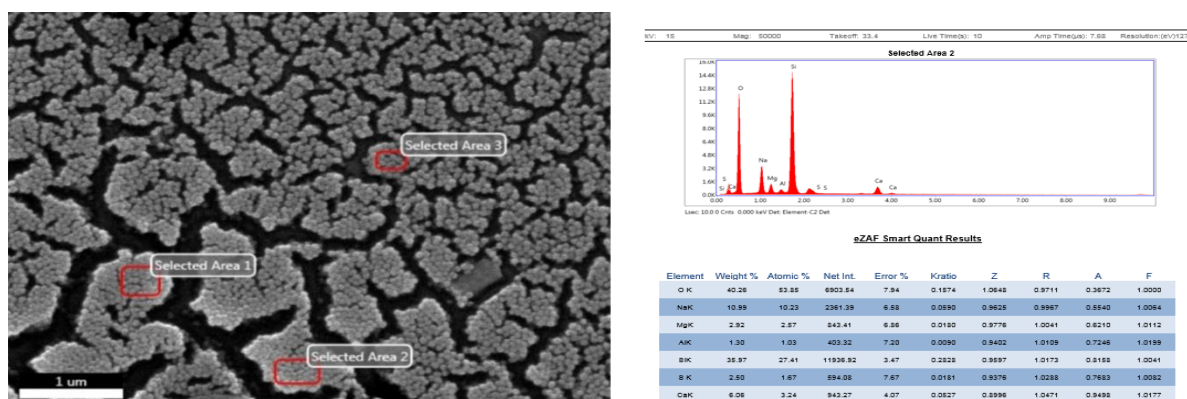 Selected Area 3
Selected Area 1
Selected Area 2
1 um
kV: 15 Mag: 50000 Takeoff: 33.4 Live Time(s): 10 Amp Time(µs): 7.68 Resolution:(eV)127
Selected Area 2
16.0K
14.4K
12.8K
11.2K
9.6K
8.0K
6.4K
4.8K
3.2K
1.6K
0.00 1.00 2.00 3.00 4.00 5.00 6.00 7.00 8.00 9.00
Si
O
Na
Mg
Al
S
Ca
Si
S S
Ca
Ca
Lsec: 10.0 0 Cnts 0.000 keV Det: Element-C2 Det
eZAF Smart Quant Results
Element Weight % Atomic % Net Int. Error % Kratio Z R A F
O K 40.26 53.85 6903.54 7.94 0.1574 1.0648 0.9711 0.3672 1.0000
NaK 10.99 10.23 2361.39 6.58 0.0590 0.9625 0.9967 0.5540 1.0064
MgK 2.92 2.57 843.41 6.86 0.0180 0.9776 1.0041 0.6210 1.0112
AlK 1.30 1.03 403.32 7.20 0.0090 0.9402 1.0109 0.7246 1.0199
SiK 35.97 27.41 11936.92 3.47 0.2828 0.9597 1.0173 0.8158 1.0041
S K 2.50 1.67 594.08 7.67 0.0181 0.9376 1.0288 0.7683 1.0082
CaK 6.06 3.24 943.27 4.07 0.0527 0.8996 1.0471 0.9498 1.0177